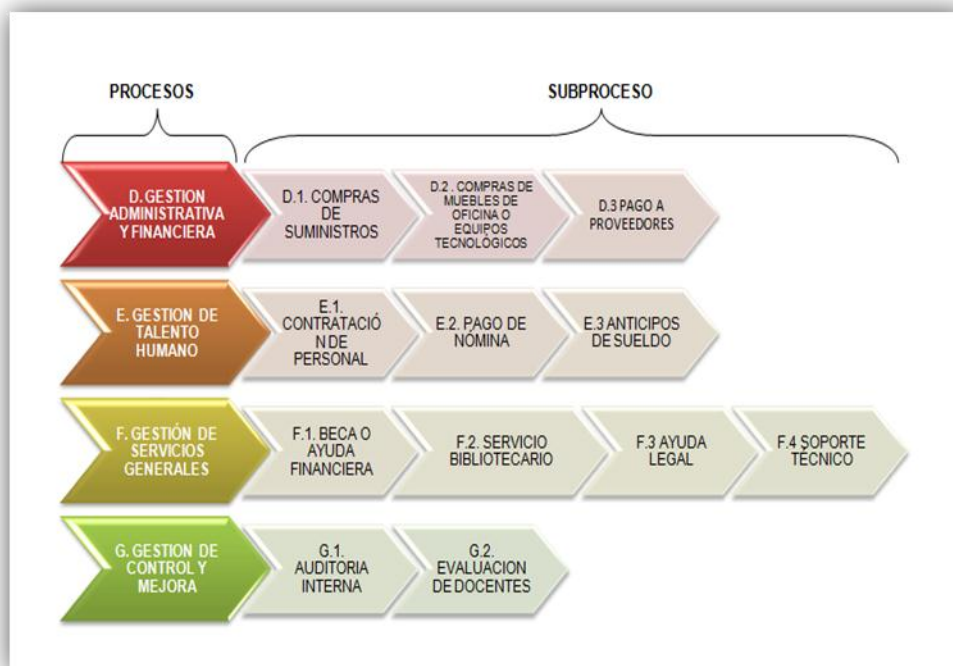 PROCESOS
SUBPROCESO
D. GESTION
ADMINISTRATIVA
Y FINANCIERA
D.1. COMPRAS
DE
SUMINISTROS
D.2 . COMPRAS DE
MUEBLES DE
OFICINA O
EQUIPOS
TECNOLÓGICOS
D.3 PAGO A
PROVEEDORES
E. GESTION DE
TALENTO
HUMANO
E.1.
CONTRATACIÓ
N DE
PERSONAL
E.2. PAGO DE
NÓMINA
E.3 ANTICIPOS
DE SUELDO
F. GESTIÓN DE
SERVICIOS
GENERALES
F.1. BECA O
AYUDA
FINANCIERA
F.2. SERVICIO
BIBLIOTECARIO
F.3 AYUDA
LEGAL
F.4 SOPORTE
TÉCNICO
G. GESTION DE
CONTROL Y
MEJORA
G.1.
AUDITORIA
INTERNA
G.2.
EVALUACION
DE DOCENTES